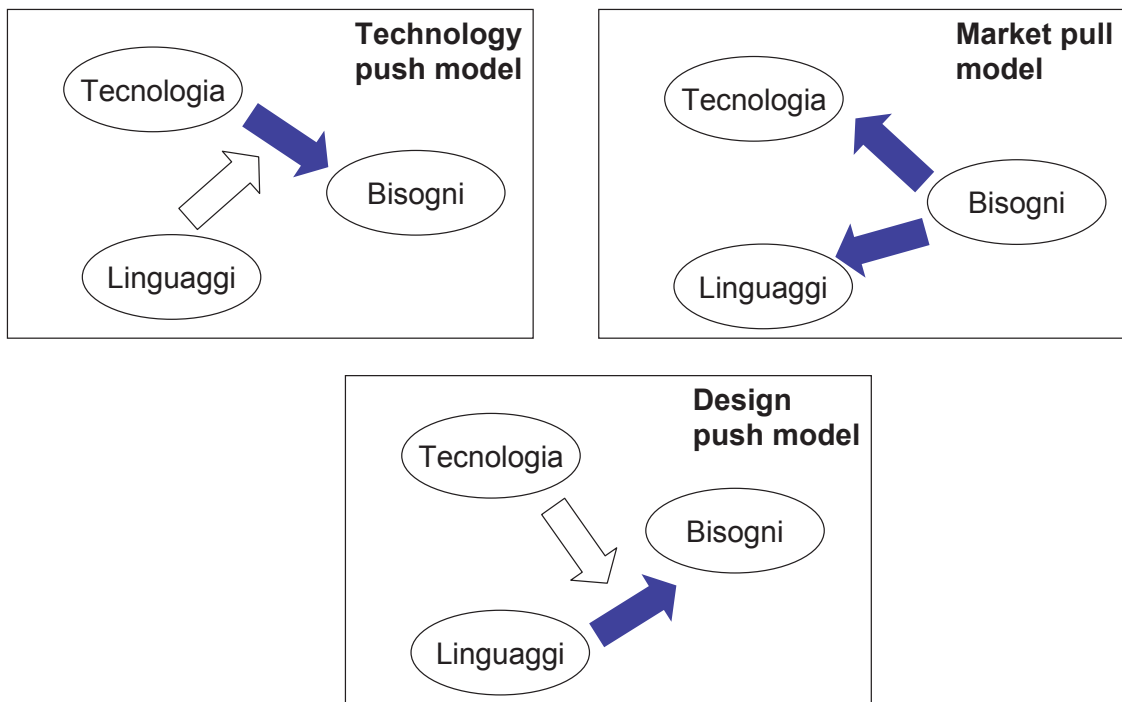 Technology
push model
Tecnologia
Bisogni
Linguaggi
Market pull
model
Tecnologia
Bisogni
Linguaggi
Design
push model
Tecnologia
Bisogni
Linguaggi